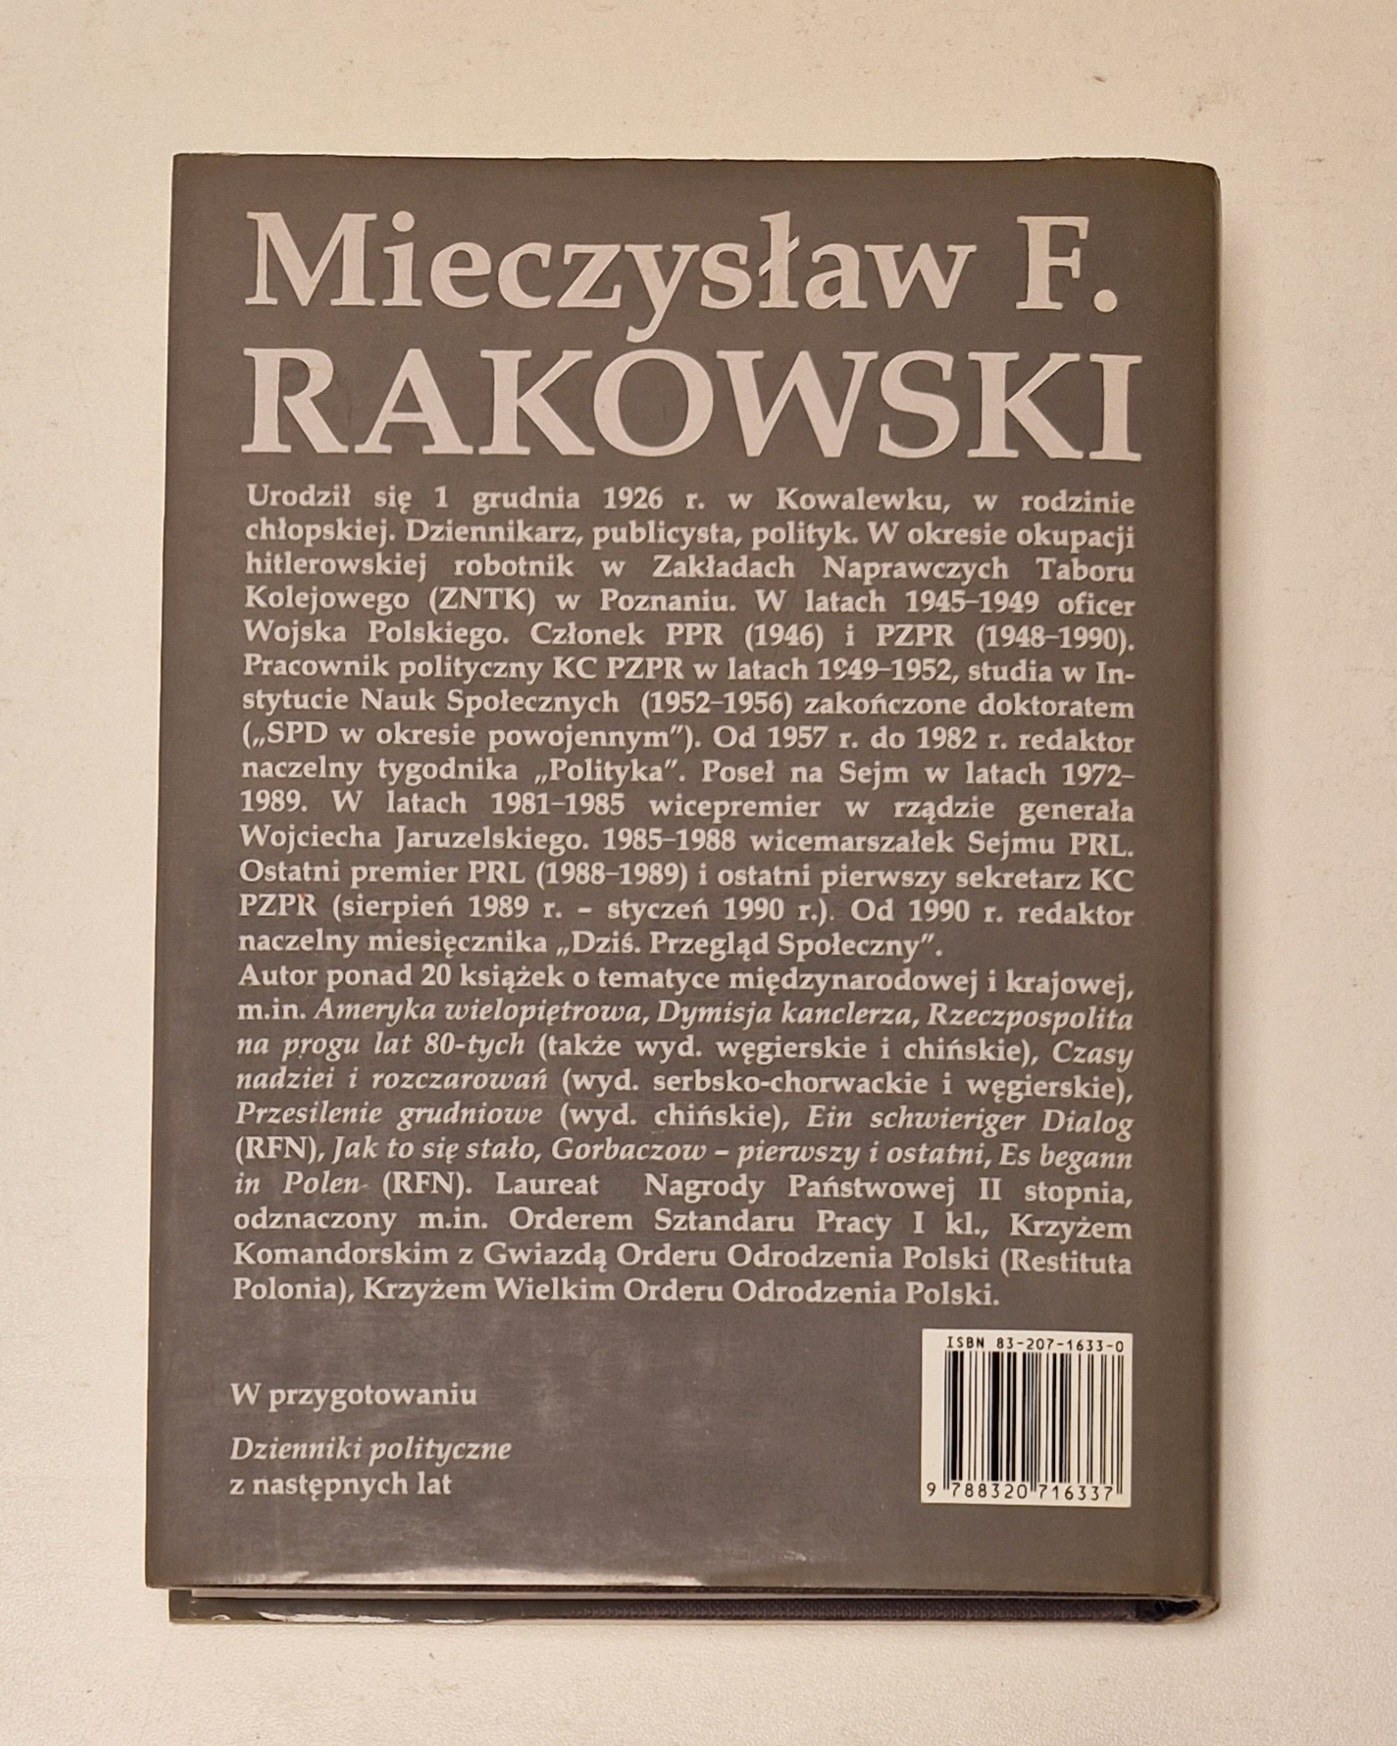 Mieczysław F.
RAKOWSKI
Urodził się 1 grudnia 1926 r. w Kowalewku, w rodzinie
chłopskiej. Dziennikarz, publicysta, polityk. W okresie okupacji
hitlerowskiej robotnik w Zakładach Naprawczych Taboru
Kolejowego (ZNTK) w Poznaniu. W latach 1945–1949 oficer
Wojska Polskiego. Członek PPR (1946) i PZPR (1948–1990).
Pracownik polityczny KC PZPR w latach 1949–1952, studia w In-
stytucie Nauk Społecznych (1952–1956) zakończone doktoratem
(„SPD w okresie powojennym”). Od 1957 r. do 1982 r. redaktor
naczelny tygodnika „Polityka”. Poseł na Sejm w latach 1972–
1989. W latach 1981–1985 wicepremier w rządzie generała
Wojciecha Jaruzelskiego. 1985–1988 wicemarszałek Sejmu PRL.
Ostatni premier PRL (1988–1989) i ostatni pierwszy sekretarz KC
PZPR (sierpień 1989 r. – styczeń 1990 r.). Od 1990 r. redaktor
naczelny miesięcznika „Dziś. Przegląd Społeczny”.
Autor ponad 20 książek o tematyce międzynarodowej i krajowej,
m.in. Ameryka wielopiętrowa, Dymisja kanclerza, Rzeczpospolita
na progu lat 80-tych (także wyd. węgierskie i chińskie), Czasy
nadziei i rozczarowań (wyd. serbsko-chorwackie i węgierskie),
Przesilenie grudniowe (wyd. chińskie), Ein schwieriger Dialog
(RFN), Jak to się stało, Gorbaczow – pierwszy i ostatni, Es begann
in Polen (RFN). Laureat Nagrody Państwowej II stopnia,
odznaczony m.in. Orderem Sztandaru Pracy I kl., Krzyżem
Komandorskim z Gwiazdą Orderu Odrodzenia Polski (Restituta
Polonia), Krzyżem Wielkim Orderu Odrodzenia Polski.
W przygotowaniu
Dzienniki polityczne
z następnych lat
ISBN 83-207-1633-0
9 788320 716337